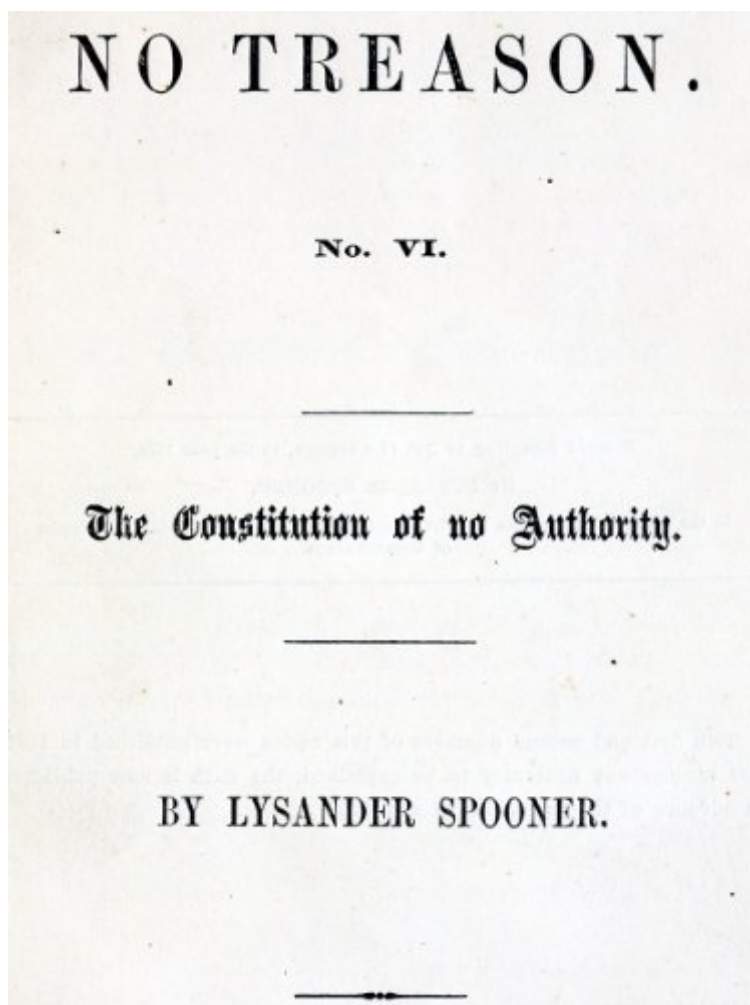 NO TREASON.
No. VI.
The Constitution of no Authority.
BY LYSANDER SPOONER.